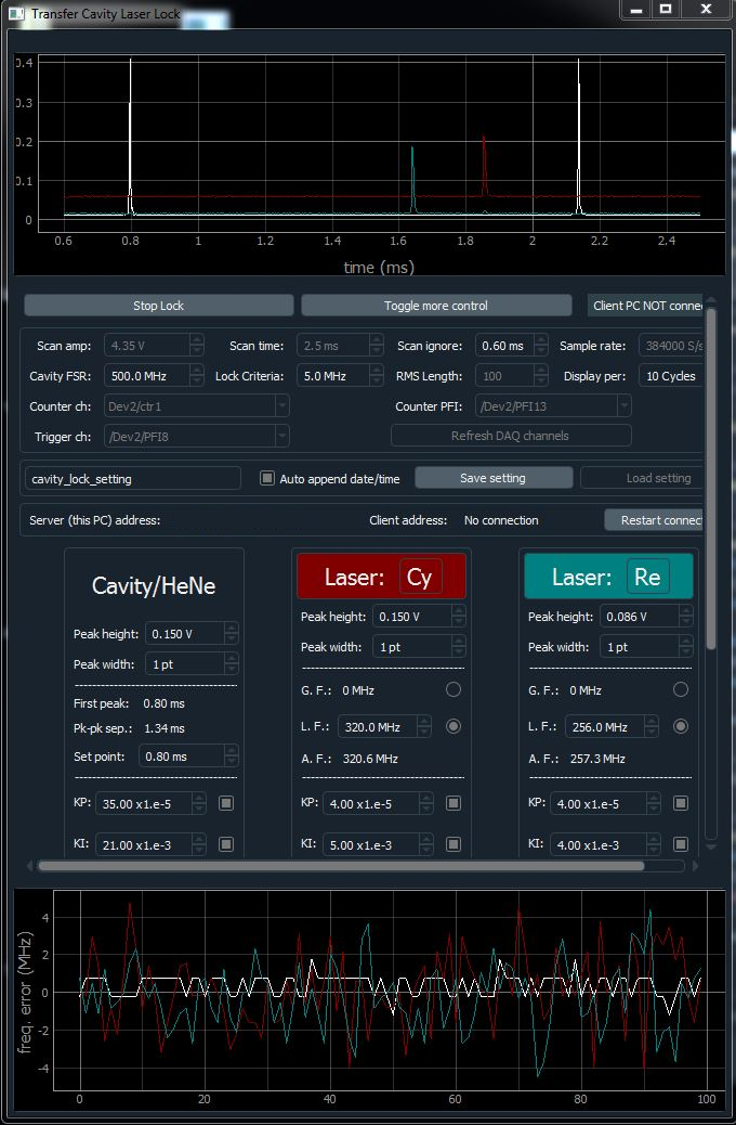 Transfer Cavity Laser Lock
0.4
0.3
0.2
0.1
0
0.6 0.8 1 1.2 1.4 1.6 1.8 2 2.2 2.4
time (ms)
Stop Lock Toggle more control Client PC NOT conne
Scan amp: 4.35 V Scan time: 2.5 ms Scan ignore: 0.60 ms Sample rate: 384000 S/s
Cavity FSR: 500.0 MHz Lock Criteria: 5.0 MHz RMS Length: 100 Display per: 10 Cycles
Counter ch: Dev2/ctr1 Counter PFI: /Dev2/PFI13
Trigger ch: /Dev2/PFI8 Refresh DAQ channels
cavity_lock_setting Auto append date/time Save setting Load setting
Server (this PC) address: Client address: No connection Restart connec
Cavity/HeNe
Peak height: 0.150 V
Peak width: 1 pt
First peak: 0.80 ms
Pk-pk sep.: 1.34 ms
Set point: 0.80 ms
KP: 35.00 x1.e-5
KI: 21.00 x1.e-3
Laser: Cy
Peak height: 0.150 V
Peak width: 1 pt
G. F.: 0 MHz
L. F.: 320.0 MHz
A. F.: 320.6 MHz
KP: 4.00 x1.e-5
KI: 5.00 x1.e-3
Laser: Re
Peak height: 0.086 V
Peak width: 1 pt
G. F.: 0 MHz
L. F.: 256.0 MHz
A. F.: 257.3 MHz
KP: 4.00 x1.e-5
KI: 4.00 x1.e-3
freq. error (MHz)
4
2
0
-2
-4
0 20 40 60 80 100